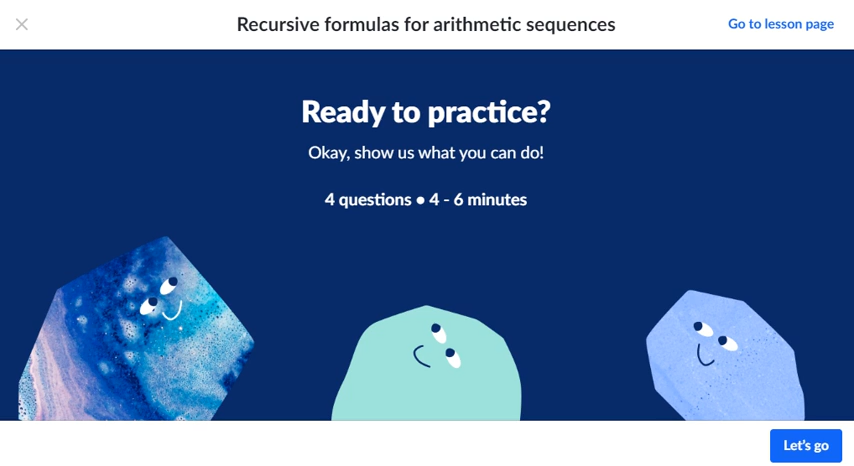 Recursive formulas for arithmetic sequences
Go to lesson page
Ready to practice?
Okay, show us what you can do!
4 questions • 4 - 6 minutes
Let's go